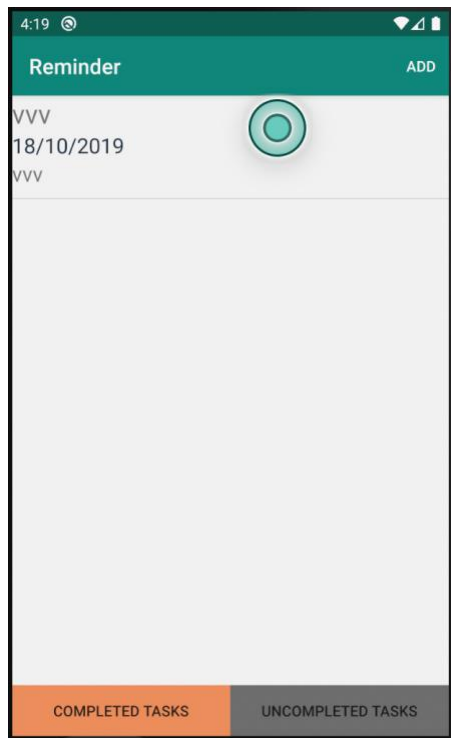 4:19
Reminder ADD
VVV
18/10/2019
VVV
COMPLETED TASKS UNCOMPLETED TASKS